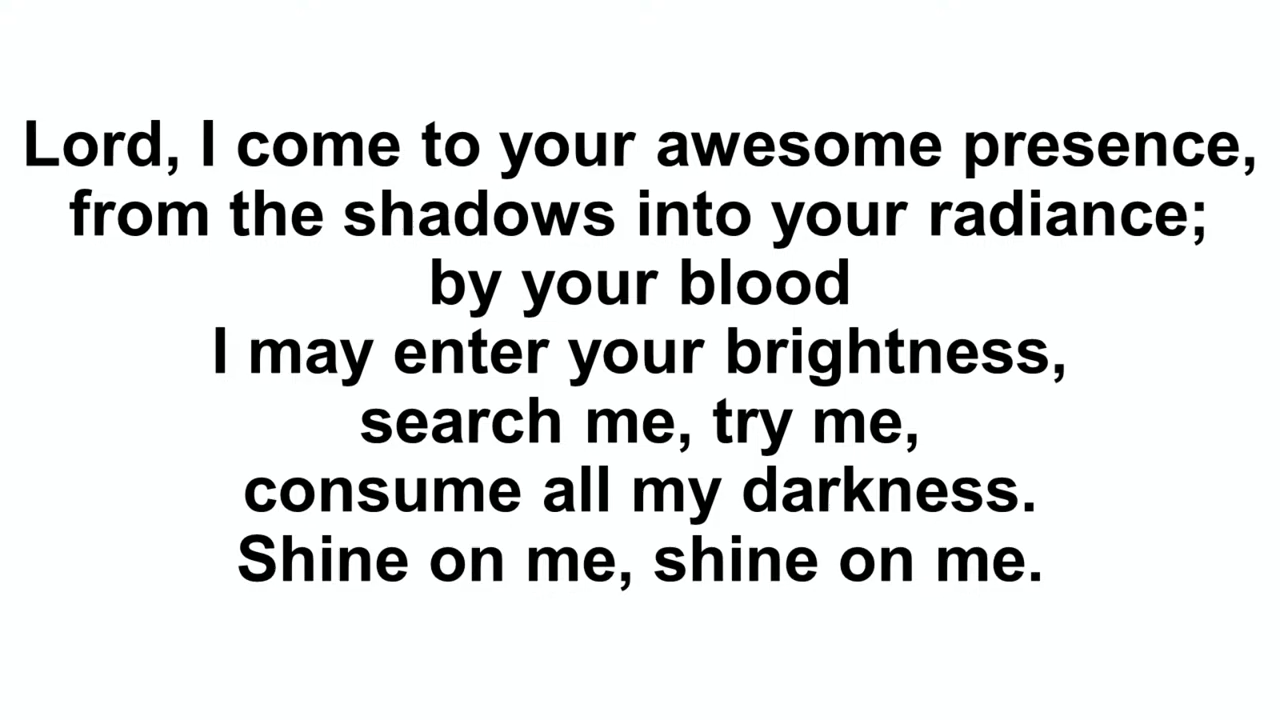 Lord, I come to your awesome presence,
from the shadows into your radiance;
by your blood
I may enter your brightness,
search me, try me,
consume all my darkness.
Shine on me, shine on me.